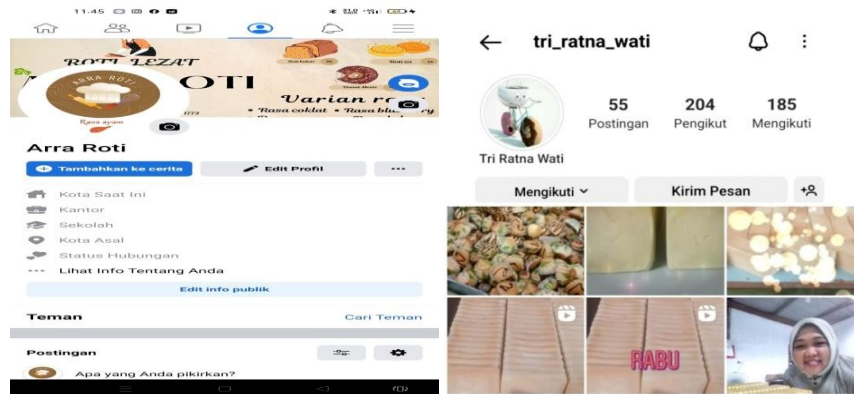 11.45
ROTI LEZAT
OTI
ARRA ROTI
Rasa ayam
Varian r
• Rasa coklat • Rasa blu
Arra Roti
Tambahkan ke cerita
Edit Profil
Kota Saat Ini
Kantor
Sekolah
Kota Asal
Status Hubungan
Lihat Info Tentang Anda
Edit info publik
Teman
Cari Teman
Postingan
Apa yang Anda pikirkan?
tri_ratna_wati
55 204 185
Postingan Pengikut Mengikuti
Tri Ratna Wati
Mengikuti
Kirim Pesan
RABU